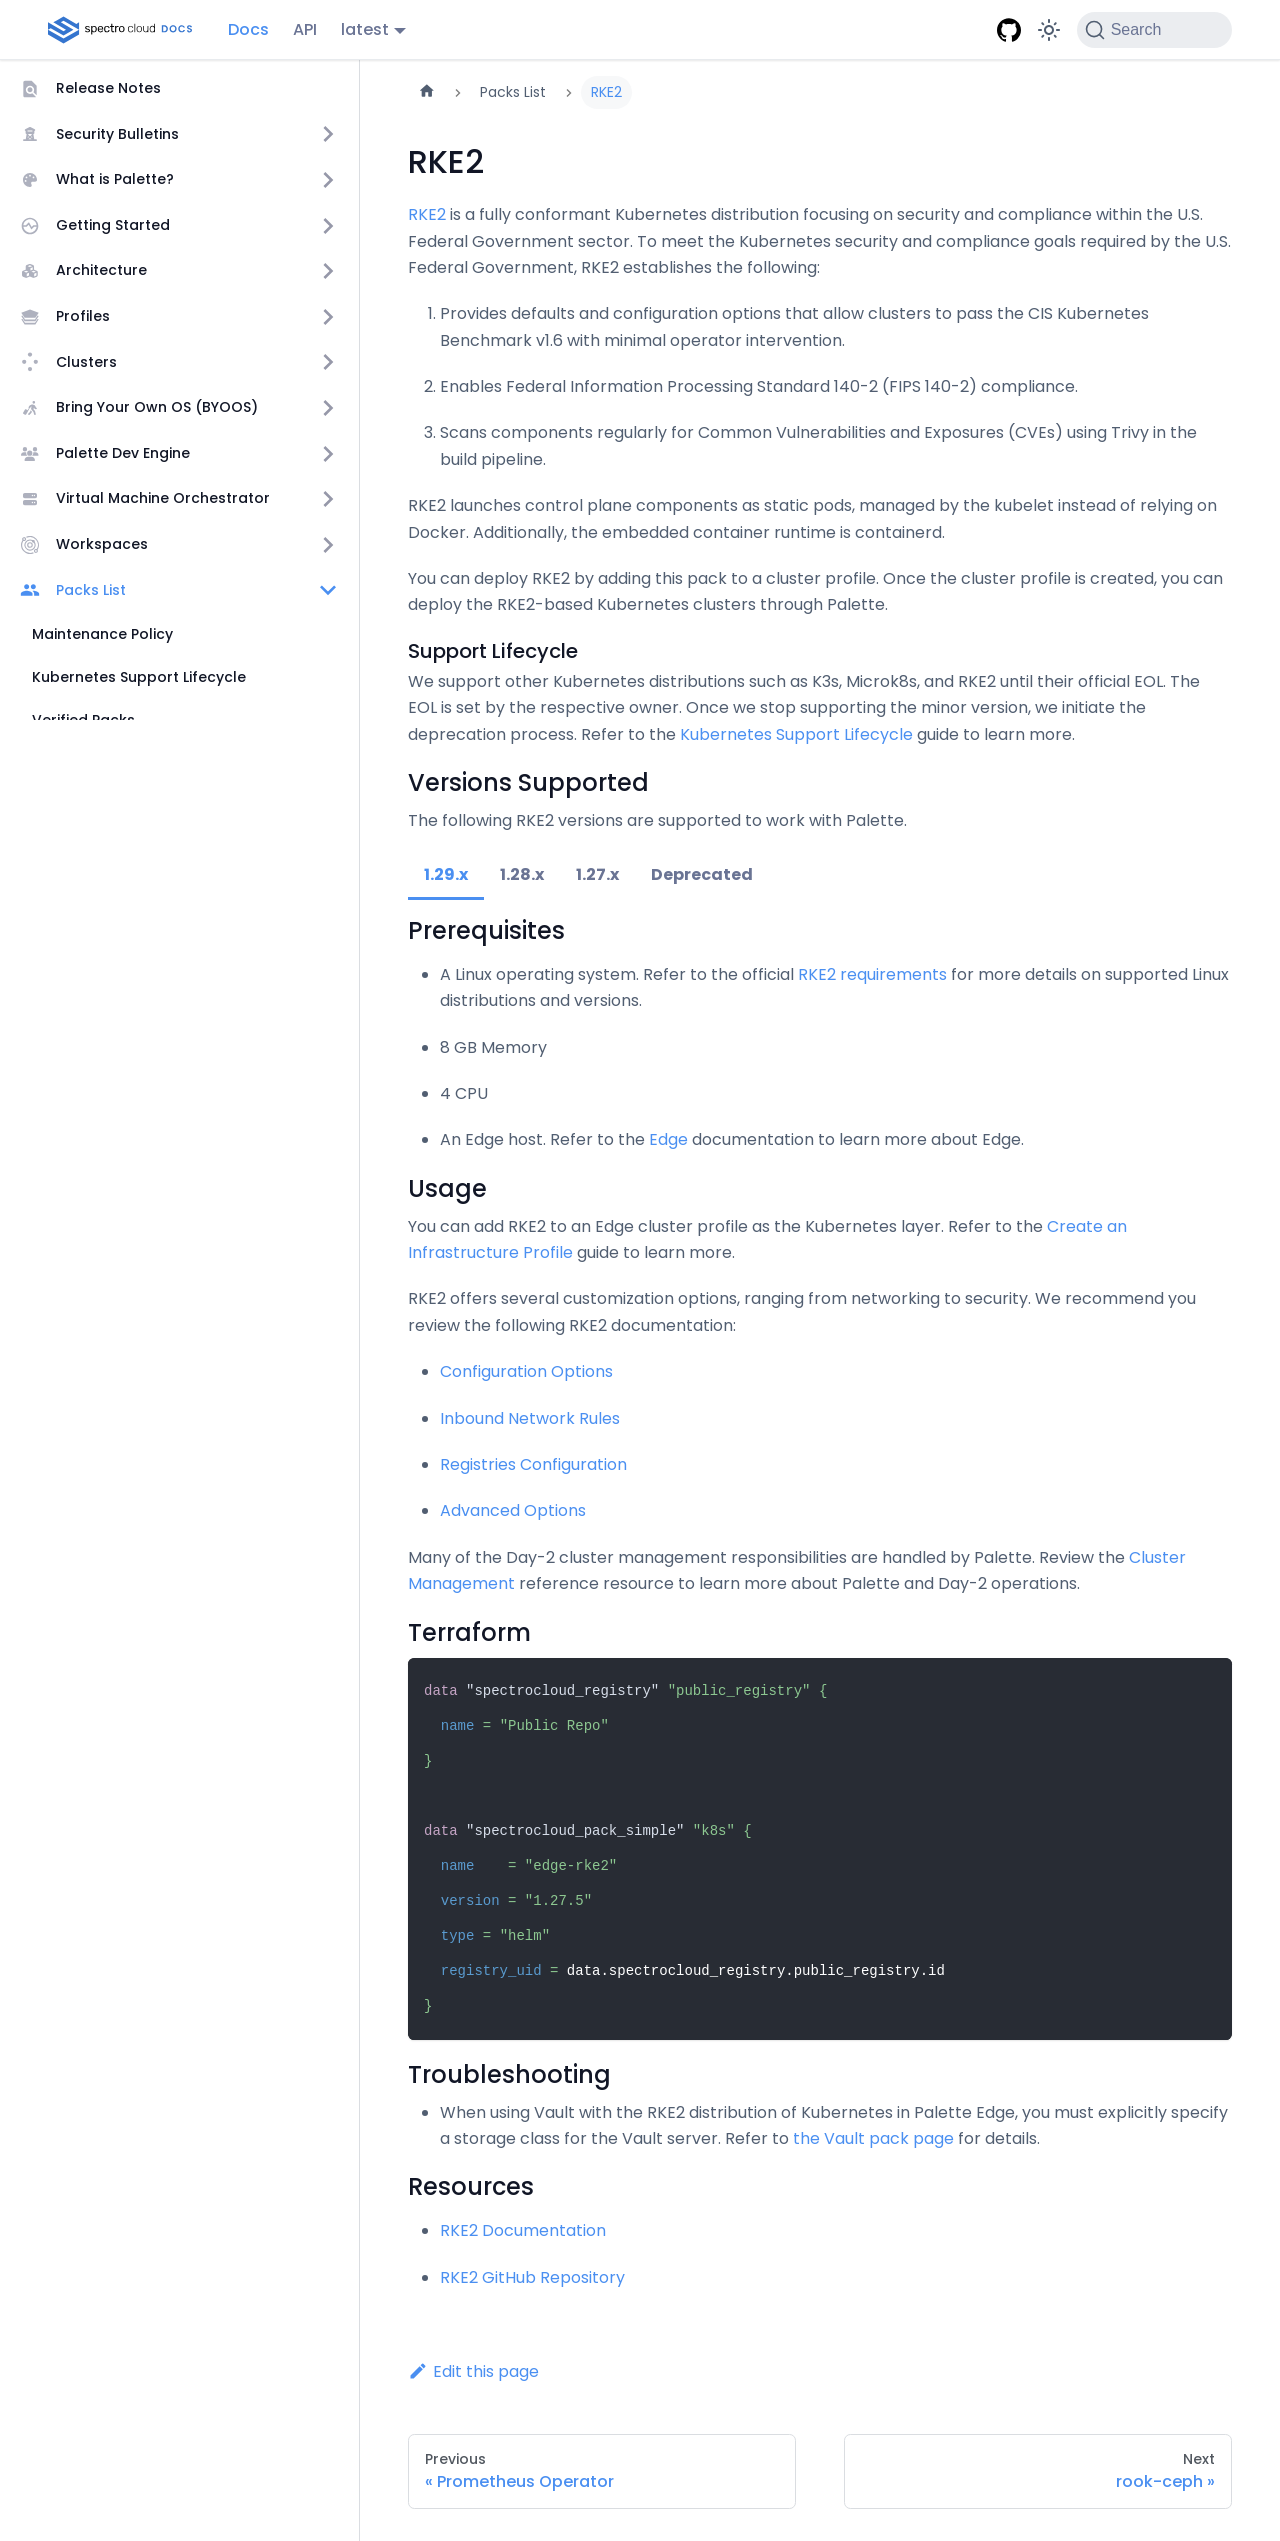 spectro cloud DOCS Docs API latest Search
Release Notes
Security Bulletins
What is Palette?
Getting Started
Architecture
Profiles
Clusters
Bring Your Own OS (BYOOS)
Palette Dev Engine
Virtual Machine Orchestrator
Workspaces
Packs List
Maintenance Policy
Kubernetes Support Lifecycle
Verified Packs
Packs List RKE2
RKE2
RKE2 is a fully conformant Kubernetes distribution focusing on security and compliance within the U.S.
Federal Government sector. To meet the Kubernetes security and compliance goals required by the U.S.
Federal Government, RKE2 establishes the following:
1. Provides defaults and configuration options that allow clusters to pass the CIS Kubernetes
Benchmark v1.6 with minimal operator intervention.
2. Enables Federal Information Processing Standard 140-2 (FIPS 140-2) compliance.
3. Scans components regularly for Common Vulnerabilities and Exposures (CVEs) using Trivy in the
build pipeline.
RKE2 launches control plane components as static pods, managed by the kubelet instead of relying on
Docker. Additionally, the embedded container runtime is containerd.
You can deploy RKE2 by adding this pack to a cluster profile. Once the cluster profile is created, you can
deploy the RKE2-based Kubernetes clusters through Palette.
Support Lifecycle
We support other Kubernetes distributions such as K3s, Microk8s, and RKE2 until their official EOL. The
EOL is set by the respective owner. Once we stop supporting the minor version, we initiate the
deprecation process. Refer to the Kubernetes Support Lifecycle guide to learn more.
Versions Supported
The following RKE2 versions are supported to work with Palette.
1.29.x 1.28.x 1.27.x Deprecated
Prerequisites
• A Linux operating system. Refer to the official RKE2 requirements for more details on supported Linux
distributions and versions.
• 8 GB Memory
• 4 CPU
• An Edge host. Refer to the Edge documentation to learn more about Edge.
Usage
You can add RKE2 to an Edge cluster profile as the Kubernetes layer. Refer to the Create an
Infrastructure Profile guide to learn more.
RKE2 offers several customization options, ranging from networking to security. We recommend you
review the following RKE2 documentation:
• Configuration Options
• Inbound Network Rules
• Registries Configuration
• Advanced Options
Many of the Day-2 cluster management responsibilities are handled by Palette. Review the Cluster
Management reference resource to learn more about Palette and Day-2 operations.
Terraform
data "spectrocloud_registry" "public_registry" {
  name = "Public Repo"
}
data "spectrocloud_pack_simple" "k8s" {
  name    = "edge-rke2"
  version = "1.27.5"
  type = "helm"
  registry_uid = data.spectrocloud_registry.public_registry.id
}
Troubleshooting
• When using Vault with the RKE2 distribution of Kubernetes in Palette Edge, you must explicitly specify
a storage class for the Vault server. Refer to the Vault pack page for details.
Resources
• RKE2 Documentation
• RKE2 GitHub Repository
Edit this page
Previous
« Prometheus Operator
Next
rook-ceph »